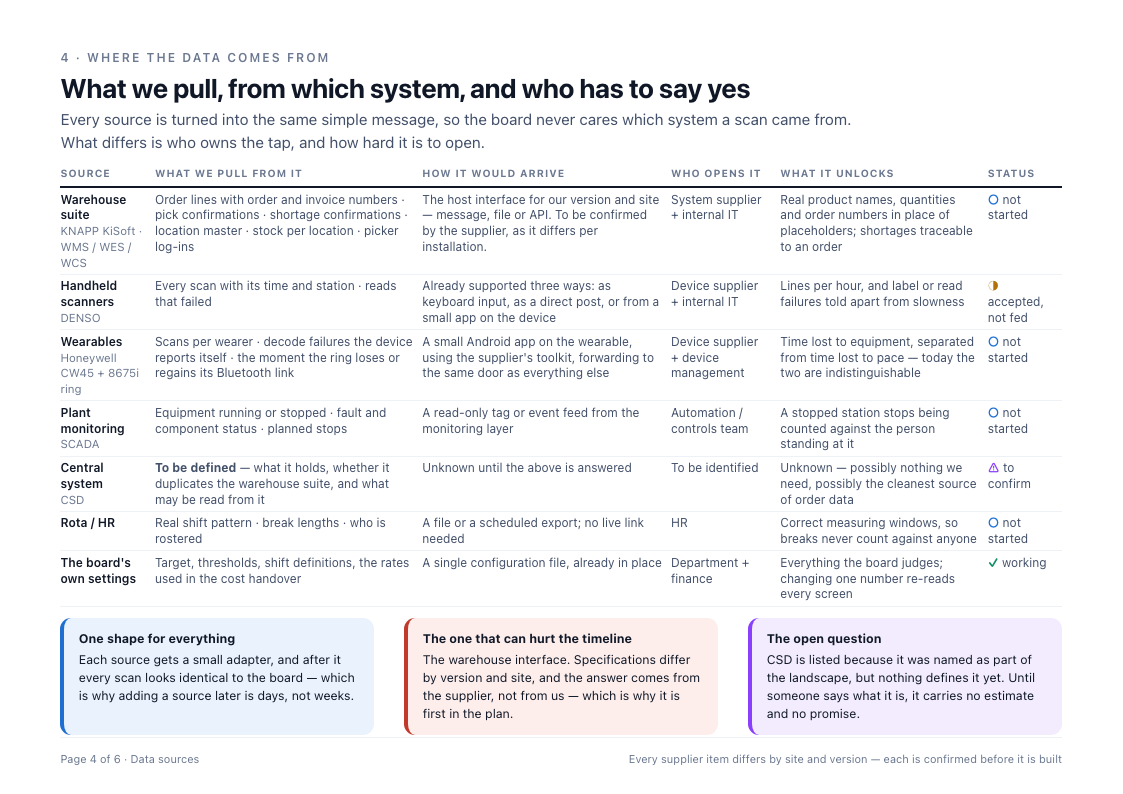 4 · WHERE THE DATA COMES FROM
What we pull, from which system, and who has to say yes
Every source is turned into the same simple message, so the board never cares which system a scan came from.
What differs is who owns the tap, and how hard it is to open.
SOURCE
WHAT WE PULL FROM IT
HOW IT WOULD ARRIVE
WHO OPENS IT
WHAT IT UNLOCKS
STATUS
Warehouse
suite
KNAPP KiSoft ·
WMS / WES /
WCS
Order lines with order and invoice numbers ·
pick confirmations · shortage confirmations ·
location master · stock per location · picker
log-ins
The host interface for our version and site
— message, file or API. To be confirmed
by the supplier, as it differs per
installation.
System supplier
+ internal IT
Real product names, quantities
and order numbers in place of
placeholders; shortages traceable
to an order
not
started
Handheld
scanners
DENSO
Every scan with its time and station · reads
that failed
Already supported three ways: as
keyboard input, as a direct post, or from a
small app on the device
Device supplier
+ internal IT
Lines per hour, and label or read
failures told apart from slowness
accepted,
not fed
Wearables
Honeywell
CW45 + 8675i
ring
Scans per wearer · decode failures the device
reports itself · the moment the ring loses or
regains its Bluetooth link
A small Android app on the wearable,
using the supplier's toolkit, forwarding to
the same door as everything else
Device supplier
+ device
management
Time lost to equipment, separated
from time lost to pace — today the
two are indistinguishable
not
started
Plant
monitoring
SCADA
Equipment running or stopped · fault and
component status · planned stops
A read-only tag or event feed from the
monitoring layer
Automation /
controls team
A stopped station stops being
counted against the person
standing at it
not
started
Central
system
CSD
To be defined — what it holds, whether it
duplicates the warehouse suite, and what
may be read from it
Unknown until the above is answered
To be identified
Unknown — possibly nothing we
need, possibly the cleanest source
of order data
to
confirm
Rota / HR
Real shift pattern · break lengths · who is
rostered
A file or a scheduled export; no live link
needed
HR
Correct measuring windows, so
breaks never count against anyone
not
started
The board's
own settings
Target, thresholds, shift definitions, the rates
used in the cost handover
A single configuration file, already in place
Department +
finance
Everything the board judges;
changing one number re-reads
every screen
working
One shape for everything
Each source gets a small adapter, and after it
every scan looks identical to the board — which
is why adding a source later is days, not weeks.
The one that can hurt the timeline
The warehouse interface. Specifications differ
by version and site, and the answer comes from
the supplier, not from us — which is why it is
first in the plan.
The open question
CSD is listed because it was named as part of
the landscape, but nothing defines it yet. Until
someone says what it is, it carries no estimate
and no promise.
Page 4 of 6 · Data sources
Every supplier item differs by site and version — each is confirmed before it is built